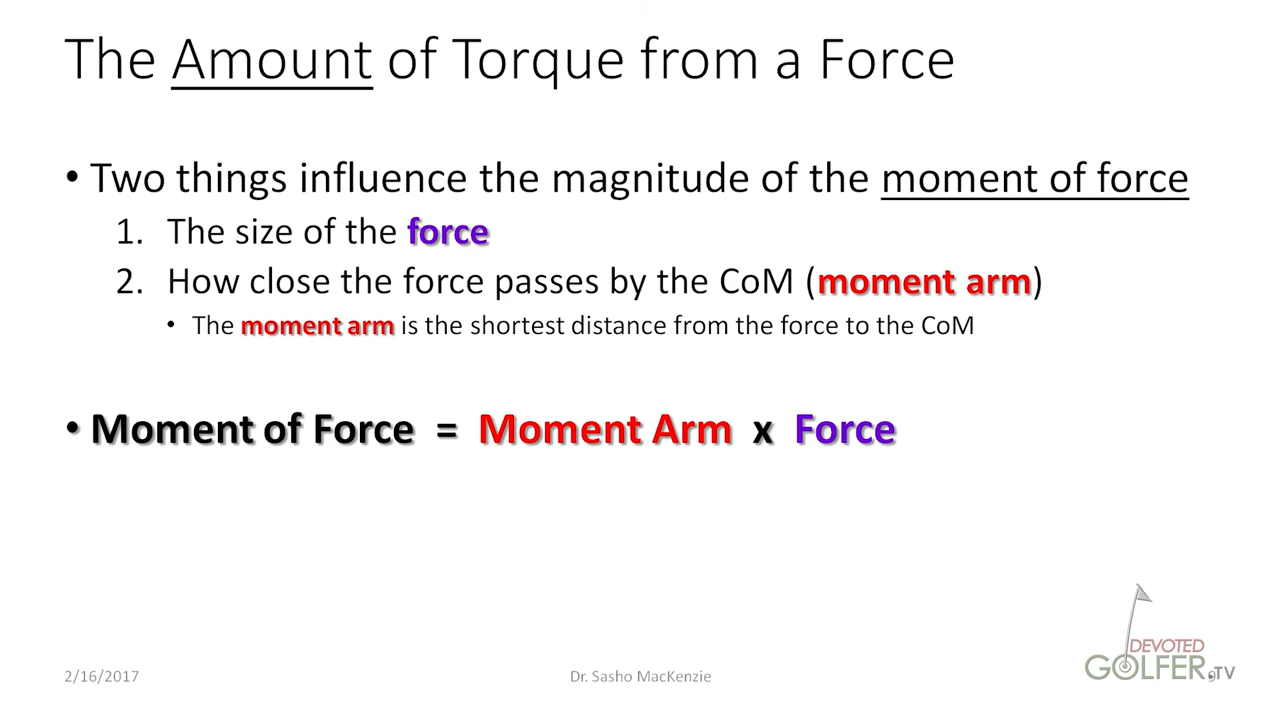 The Amount of Torque from a Force
• Two things influence the magnitude of the moment of force
1. The size of the force
2. How close the force passes by the CoM (moment arm)
• The moment arm is the shortest distance from the force to the CoM
• Moment of Force = Moment Arm x Force
2/16/2017
Dr. Sasho MacKenzie
DEVOTED
GOLFER.TV
9